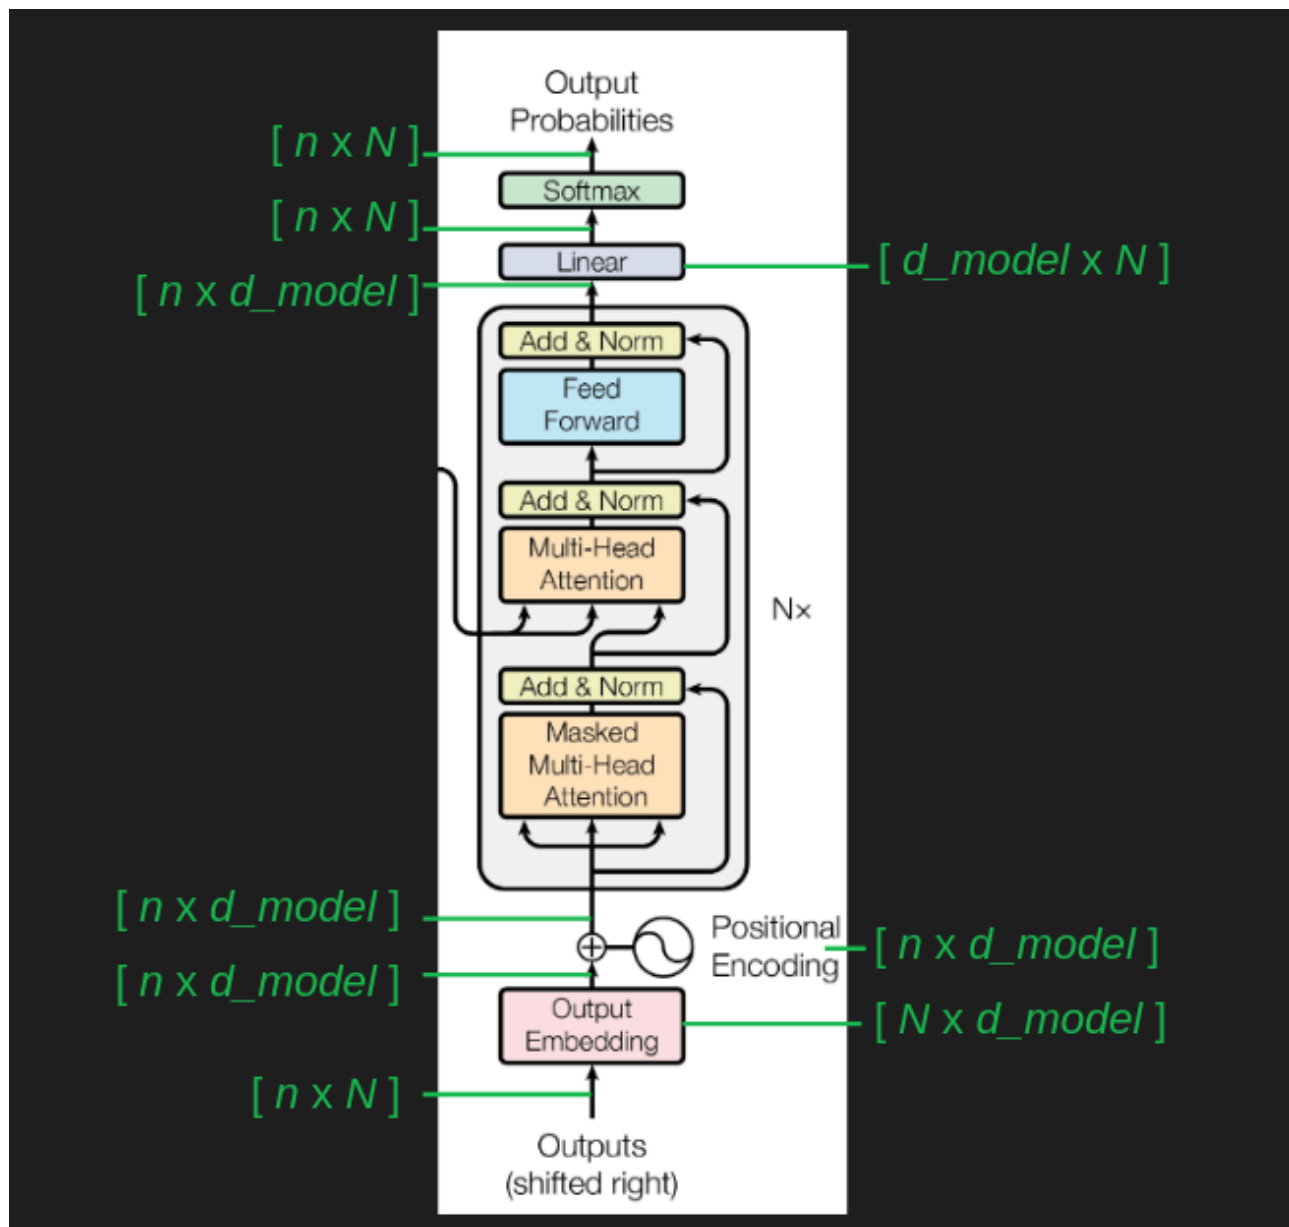 Output
Probabilities
[ n x N ]
Softmax
[ n x N ]
Linear
[ d_model x N ]
[ n x d_model ]
Add & Norm
Feed
Forward
Add & Norm
Multi-Head
Attention
N×
Add & Norm
Masked
Multi-Head
Attention
[ n x d_model ]
Positional
Encoding
[ n x d_model ]
[ n x d_model ]
Output
Embedding
[ N x d_model ]
[ n x N ]
Outputs
(shifted right)